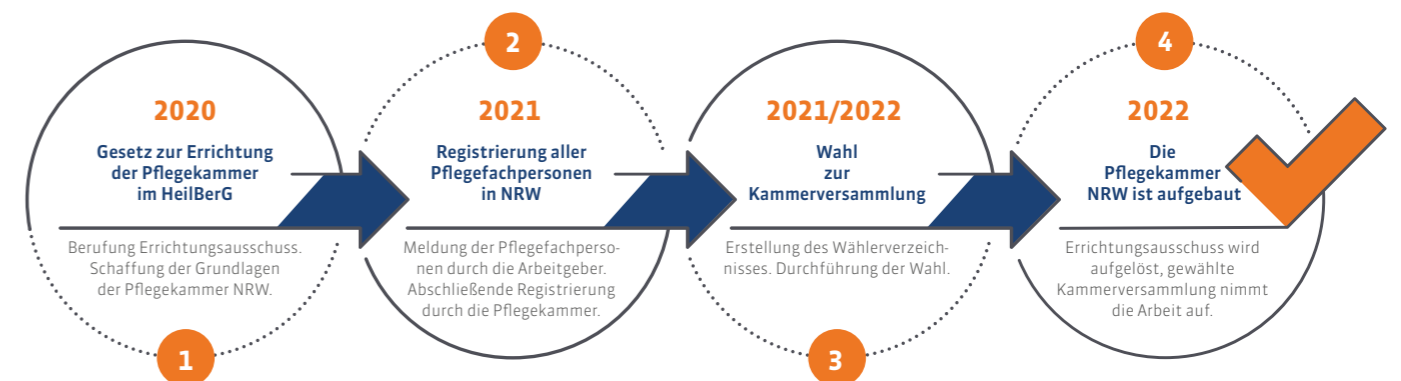 2020
Gesetz zur Errichtung
der Pflegekammer
im HeilBerG
Berufung Errichtungsausschuss.
Schaffung der Grundlagen
der Pflegekammer NRW.
1
2
2021
Registrierung aller
Pflegefachpersonen
in NRW
Meldung der Pflegefachperso-
nen durch die Arbeitgeber.
Abschließende Registrierung
durch die Pflegekammer.
2021/2022
Wahl
zur
Kammerversammlung
Erstellung des Wählerverzeich-
nisses. Durchführung der Wahl.
3
4
2022
Die
Pflegekammer
NRW ist aufgebaut
Errichtungsausschuss wird
aufgelöst, gewählte
Kammerversammlung nimmt
die Arbeit auf.